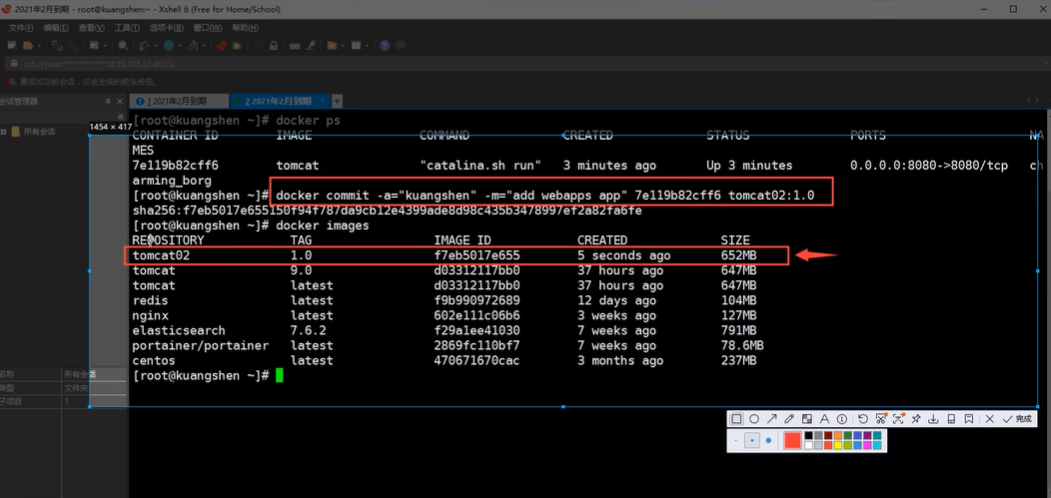 2021年2月到期 - root@kuangshen:~ - Xshell 6 (Free for Home/School)
文件(F) 编辑(E) 查看(V) 工具(T) 选项卡(B) 窗口(W) 帮助(H)
要添加当前会话，点击左侧的箭头按钮。
会话管理器
1 2021年2月到期
2 2021年2月到期
所有会话
1454 × 417
[root@kuangshen ~]# docker ps
CONTAINER ID IMAGE COMMAND CREATED STATUS PORTS NA
MES
7e119b82cff6 tomcat "catalina.sh run" 3 minutes ago Up 3 minutes 0.0.0.0:8080->8080/tcp ch
arming_borg
[root@kuangshen ~]# docker commit -a="kuangshen" -m="add webapps app" 7e119b82cff6 tomcat02:1.0
sha256:f7eb5017e655150f94f787da9cb12e4399ade8d98c435b3478997ef2a82fa6fe
[root@kuangshen ~]# docker images
REPOSITORY TAG IMAGE ID CREATED SIZE
tomcat02 1.0 f7eb5017e655 5 seconds ago 652MB
tomcat 9.0 d03312117bb0 37 hours ago 647MB
tomcat latest d03312117bb0 37 hours ago 647MB
redis latest f9b990972689 12 days ago 104MB
nginx latest 602e111c06b6 3 weeks ago 127MB
elasticsearch 7.6.2 f29a1ee41030 7 weeks ago 791MB
portainer/portainer latest 2869fc110bf7 7 weeks ago 78.6MB
centos latest 470671670cac 3 months ago 237MB
[root@kuangshen ~]#
名称 所有会话
类型 文件夹
子项目 1
完成